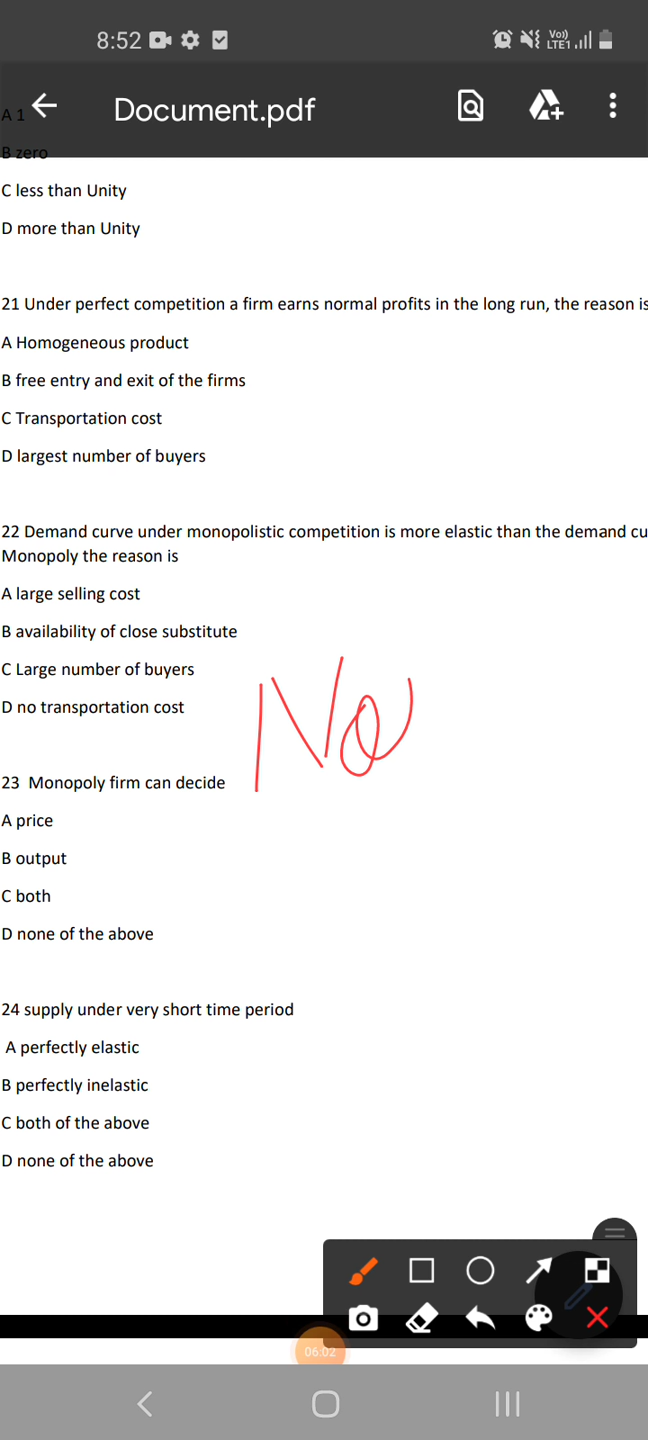 8:52
Vo)
LTE1
A 1
Document.pdf
B zero
C less than Unity
D more than Unity
21 Under perfect competition a firm earns normal profits in the long run, the reason is
A Homogeneous product
B free entry and exit of the firms
C Transportation cost
D largest number of buyers
22 Demand curve under monopolistic competition is more elastic than the demand cu
Monopoly the reason is
A large selling cost
B availability of close substitute
C Large number of buyers
D no transportation cost
No
23 Monopoly firm can decide
A price
B output
C both
D none of the above
24 supply under very short time period
A perfectly elastic
B perfectly inelastic
C both of the above
D none of the above
06:02